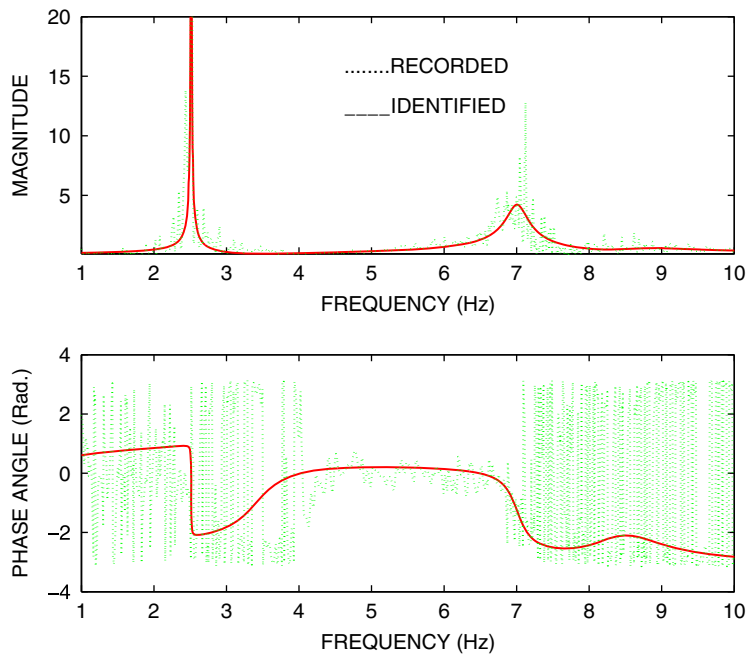 20
15
10
5
MAGNITUDE
........RECORDED
____IDENTIFIED
1 2 3 4 5 6 7 8 9 10
FREQUENCY (Hz)
4
2
0
−2
−4
PHASE ANGLE (Rad.)
1 2 3 4 5 6 7 8 9 10
FREQUENCY (Hz)